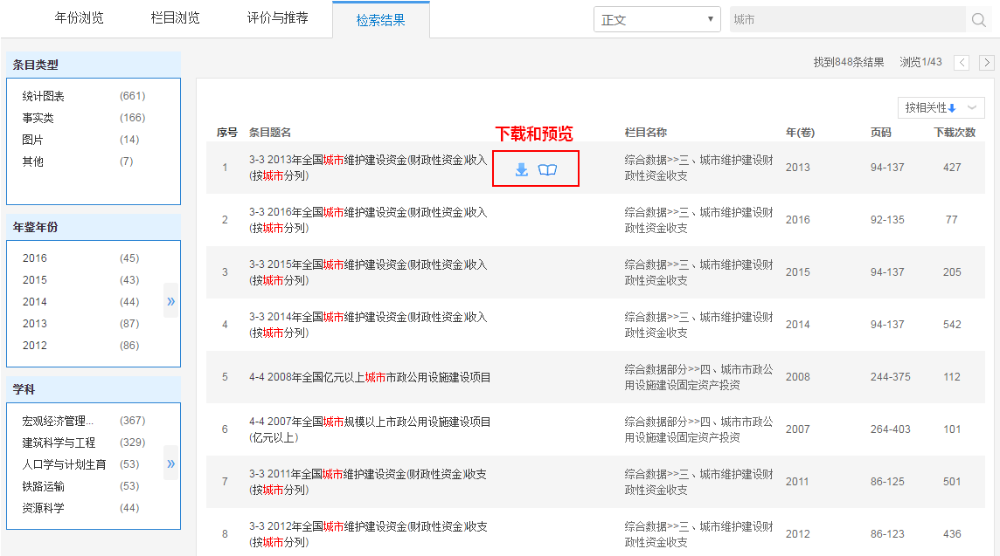 年份浏览 栏目浏览 评价与推荐 检索结果 正文 城市
找到848条结果 浏览1/43
条目类型
统计图表 (661)
事实类 (166)
图片 (14)
其他 (7)
年鉴年份
2016 (45)
2015 (43)
2014 (44)
2013 (87)
2012 (86)
学科
宏观经济管理... (367)
建筑科学与工程 (329)
人口学与计划生育 (53)
铁路运输 (53)
资源科学 (44)
按相关性
下载和预览
序号 条目题名 栏目名称 年(卷) 页码 下载次数
1 3-3 2013年全国城市维护建设资金(财政性资金)收入 综合数据>>三、城市维护建设财 2013 94-137 427
(按城市分列) 政性资金收支
2 3-3 2016年全国城市维护建设资金(财政性资金)收入 综合数据>>三、城市维护建设财 2016 92-135 77
(按城市分列) 政性资金收支
3 3-3 2015年全国城市维护建设资金(财政性资金)收入 综合数据>>三、城市维护建设财 2015 94-137 205
(按城市分列) 政性资金收支
4 3-3 2014年全国城市维护建设资金(财政性资金)收入 综合数据>>三、城市维护建设财 2014 94-137 542
(按城市分列) 政性资金收支
5 4-4 2008年全国亿元以上城市市政公用设施建设项目 综合数据部分>>四、城市市政公 2008 244-375 112
用设施建设固定资产投资
6 4-4 2007年全国城市规模以上市政公用设施建设项目 综合数据部分>>四、城市市政公 2007 264-403 101
(亿元以上) 用设施建设固定资产投资
7 3-3 2011年全国城市维护建设资金(财政性资金)收支 综合数据>>三、城市维护建设财 2011 86-125 501
(按城市分列) 政性资金收支
8 3-3 2012年全国城市维护建设资金(财政性资金)收支 综合数据>>三、城市维护建设财 2012 86-123 436
(按城市分列) 政性资金收支